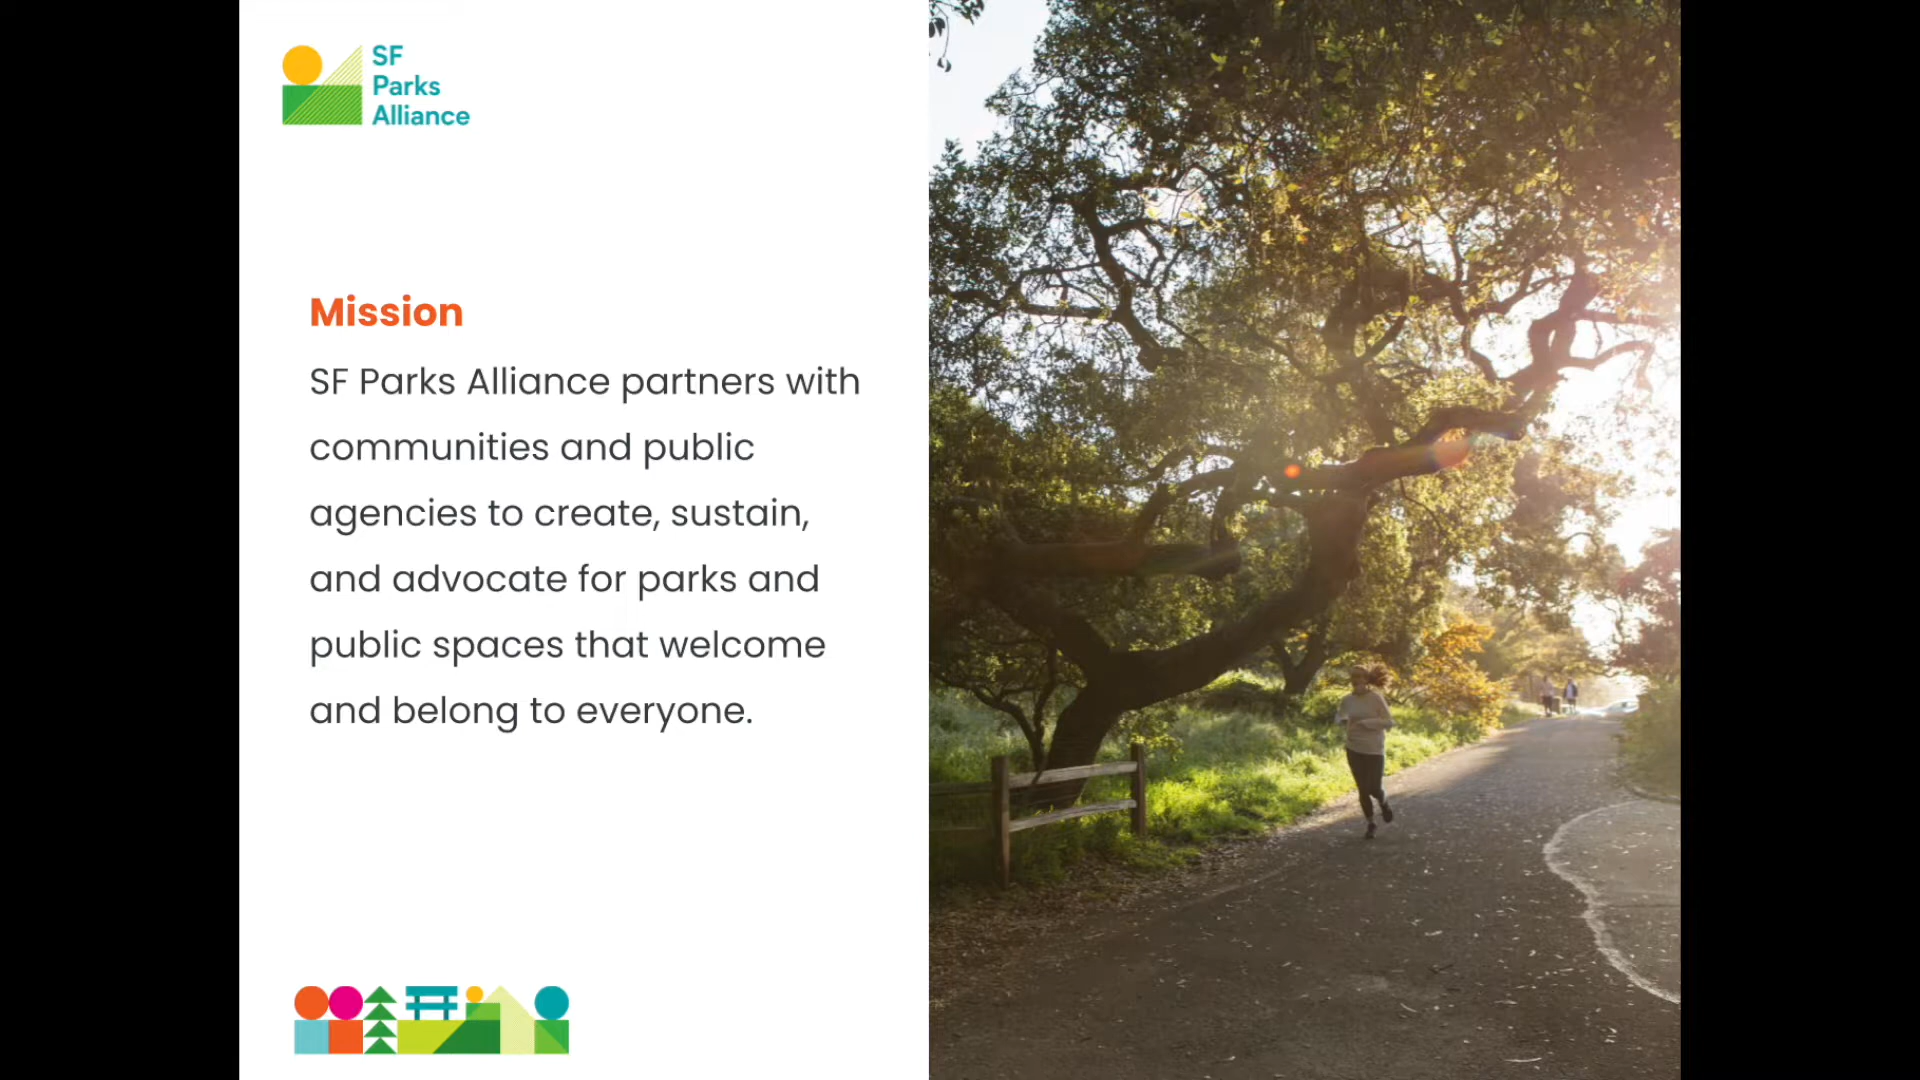 SF
Parks
Alliance
Mission
SF Parks Alliance partners with
communities and public
agencies to create, sustain,
and advocate for parks and
public spaces that welcome
and belong to everyone.